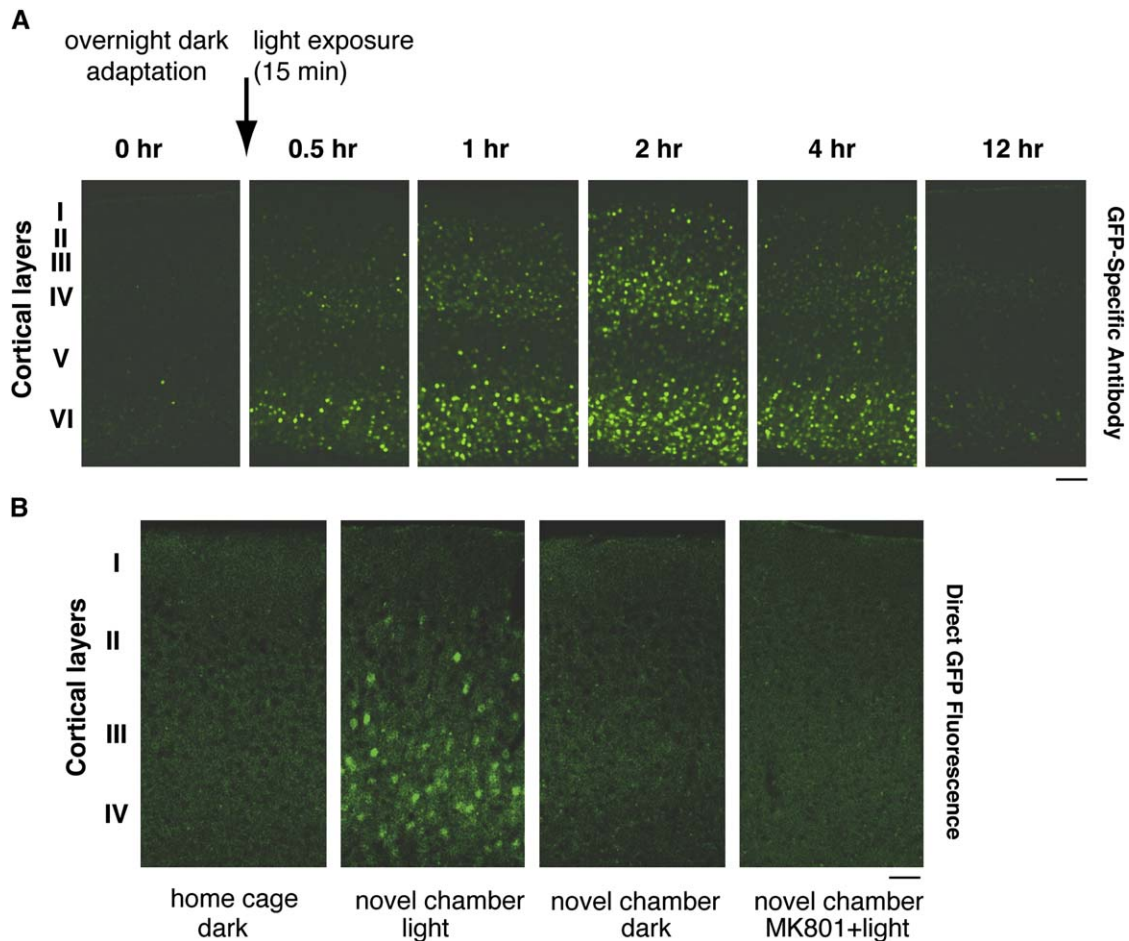 A
overnight dark
adaptation
light exposure
(15 min)
0 hr
0.5 hr
1 hr
2 hr
4 hr
12 hr
Cortical layers
I
II
III
IV
V
VI
GFP-Specific Antibody
B
Cortical layers
I
II
III
IV
Direct GFP Fluorescence
home cage
dark
novel chamber
light
novel chamber
dark
novel chamber
MK801+light